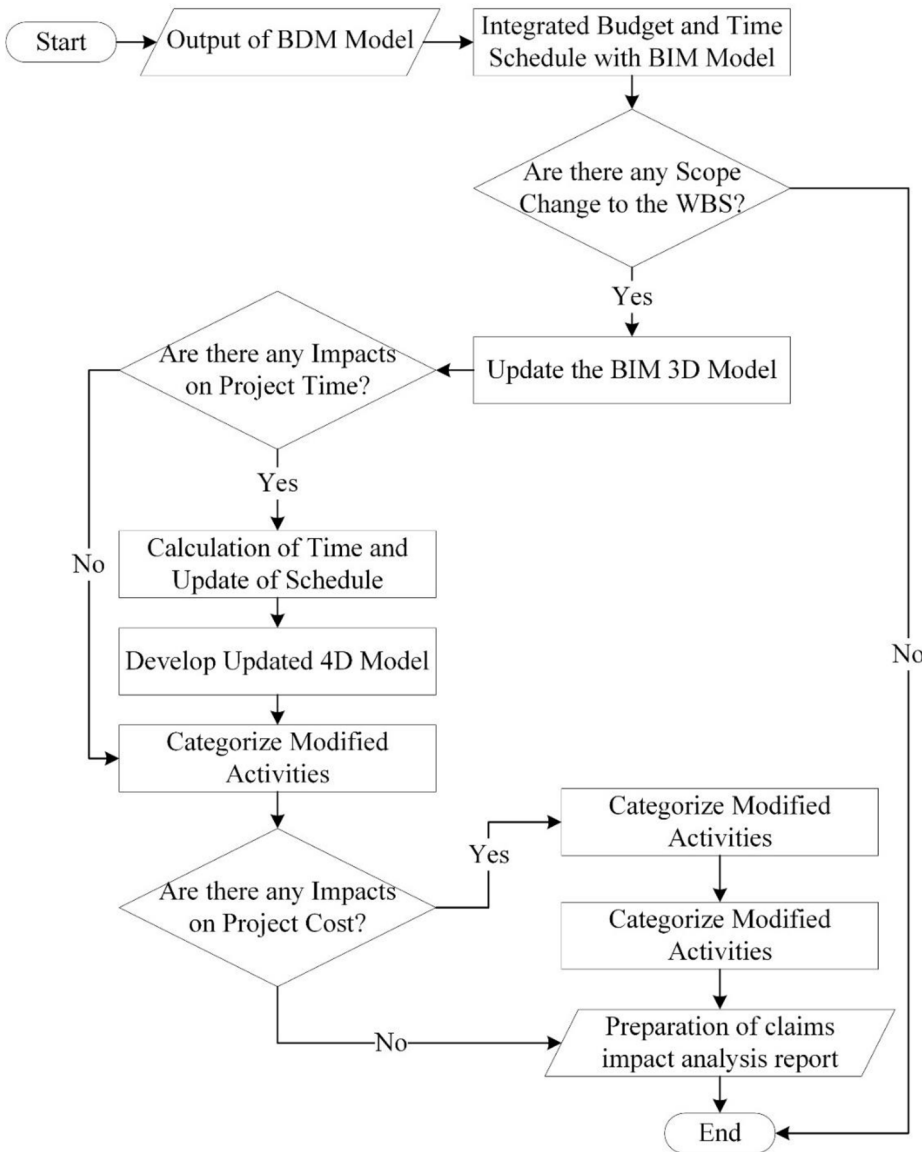 Start
Output of BDM Model
Integrated Budget and Time
Schedule with BIM Model
Are there any Scope
Change to the WBS?
Yes
Update the BIM 3D Model
Are there any Impacts
on Project Time?
Yes
No
Calculation of Time and
Update of Schedule
Develop Updated 4D Model
No
Categorize Modified
Activities
Are there any Impacts
on Project Cost?
Yes
Categorize Modified
Activities
Categorize Modified
Activities
No
Preparation of claims
impact analysis report
End